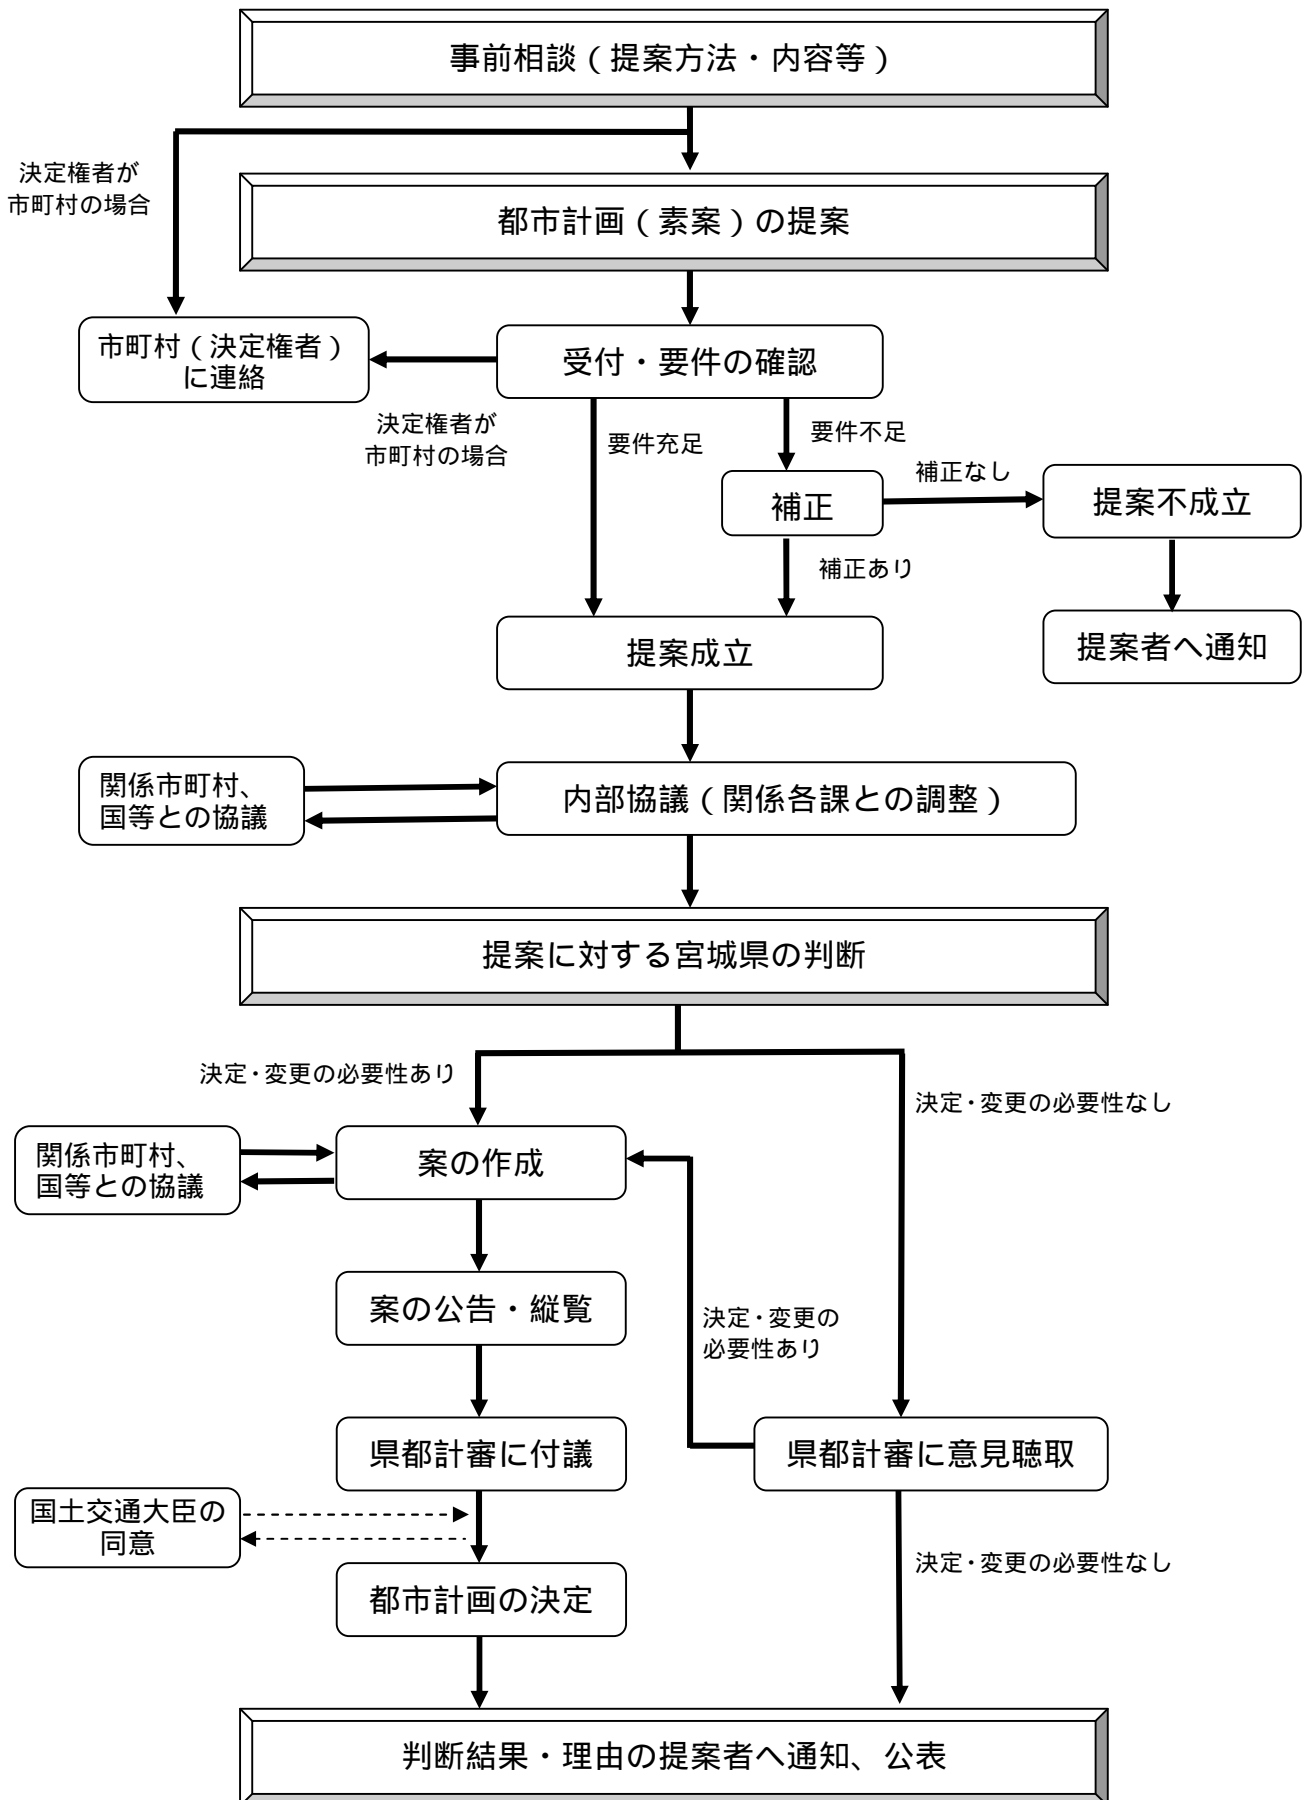 事前相談（提案方法・内容等）
決定権者が
市町村の場合
都市計画（素案）の提案
市町村（決定権者）
に連絡
受付・要件の確認
決定権者が
市町村の場合
要件充足
要件不足
補正
補正なし
提案不成立
補正あり
提案成立
提案者へ通知
関係市町村、
国等との協議
内部協議（関係各課との調整）
提案に対する宮城県の判断
決定・変更の必要性あり
決定・変更の必要性なし
関係市町村、
国等との協議
案の作成
案の公告・縦覧
決定・変更の
必要性あり
県都計審に付議
県都計審に意見聴取
国土交通大臣の
同意
決定・変更の必要性なし
都市計画の決定
判断結果・理由の提案者へ通知、公表